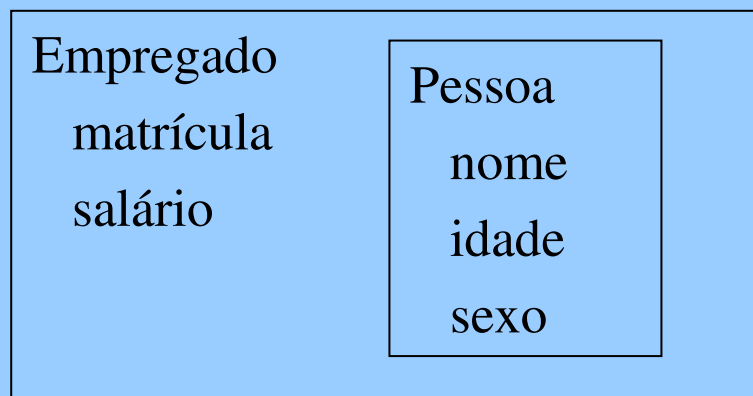 Empregado
matrícula
salário
Pessoa
nome
idade
sexo